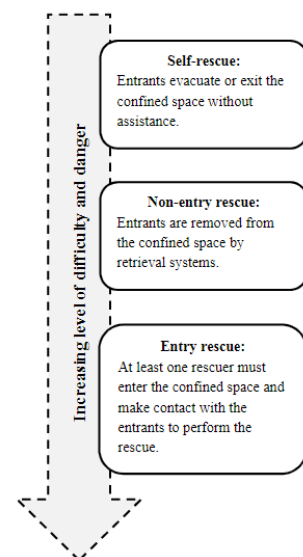 Increasing level of difficulty and danger
Self-rescue:
Entrants evacuate or exit the
confined space without
assistance.
Non-entry rescue:
Entrants are removed from
the confined space by
retrieval systems.
Entry rescue:
At least one rescuer must
enter the confined space and
make contact with the
entrants to perform the
rescue.